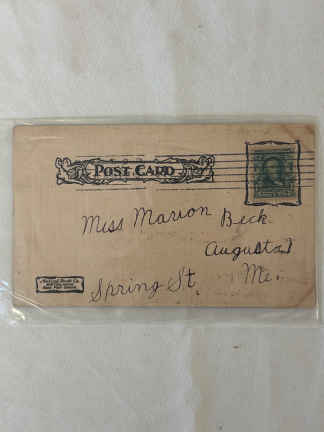 POST CARD
Miss Marion Beck
Augusta
Me.
Spring St.